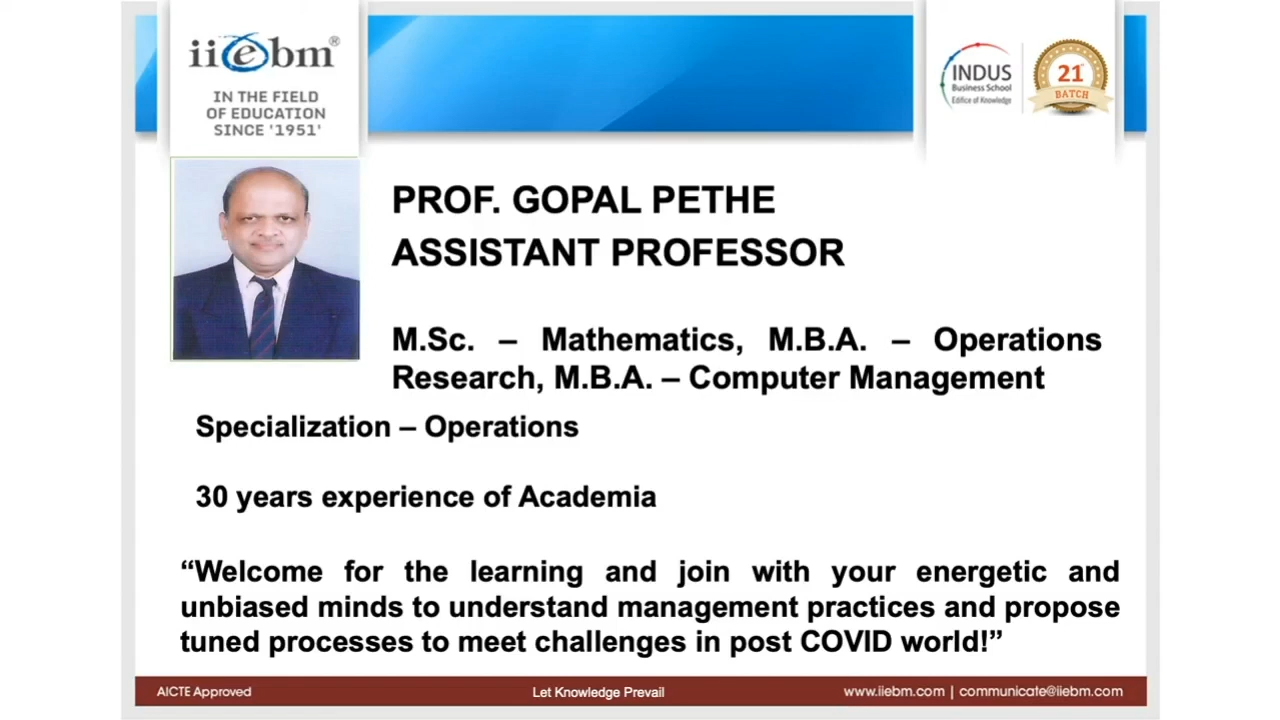 iiebm®
IN THE FIELD
OF EDUCATION
SINCE '1951'
INDUS
Business School
Edifice of Knowledge
21st
BATCH
PROF. GOPAL PETHE
ASSISTANT PROFESSOR
M.Sc. – Mathematics, M.B.A. – Operations
Research, M.B.A. – Computer Management
Specialization – Operations
30 years experience of Academia
“Welcome for the learning and join with your energetic and
unbiased minds to understand management practices and propose
tuned processes to meet challenges in post COVID world!”
AICTE Approved
Let Knowledge Prevail
www.iiebm.com | communicate@iiebm.com